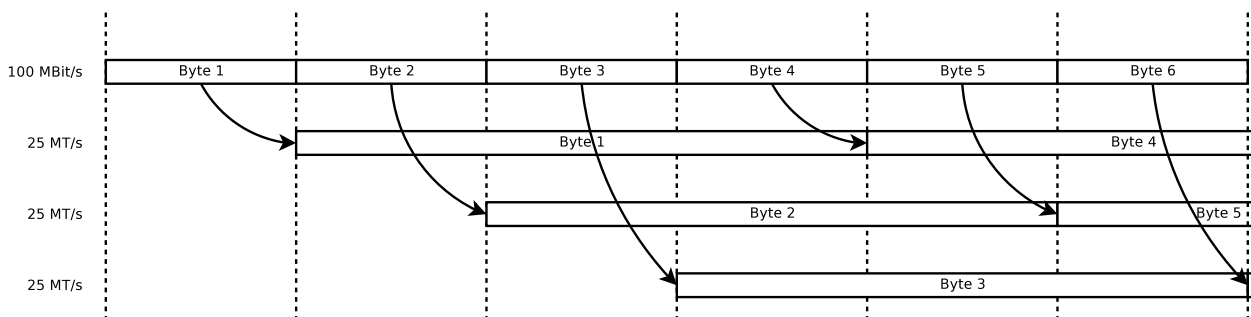 100 MBit/s Byte 1 Byte 2 Byte 3 Byte 4 Byte 5 Byte 6
25 MT/s Byte 1 Byte 4
25 MT/s Byte 2 Byte 5
25 MT/s Byte 3